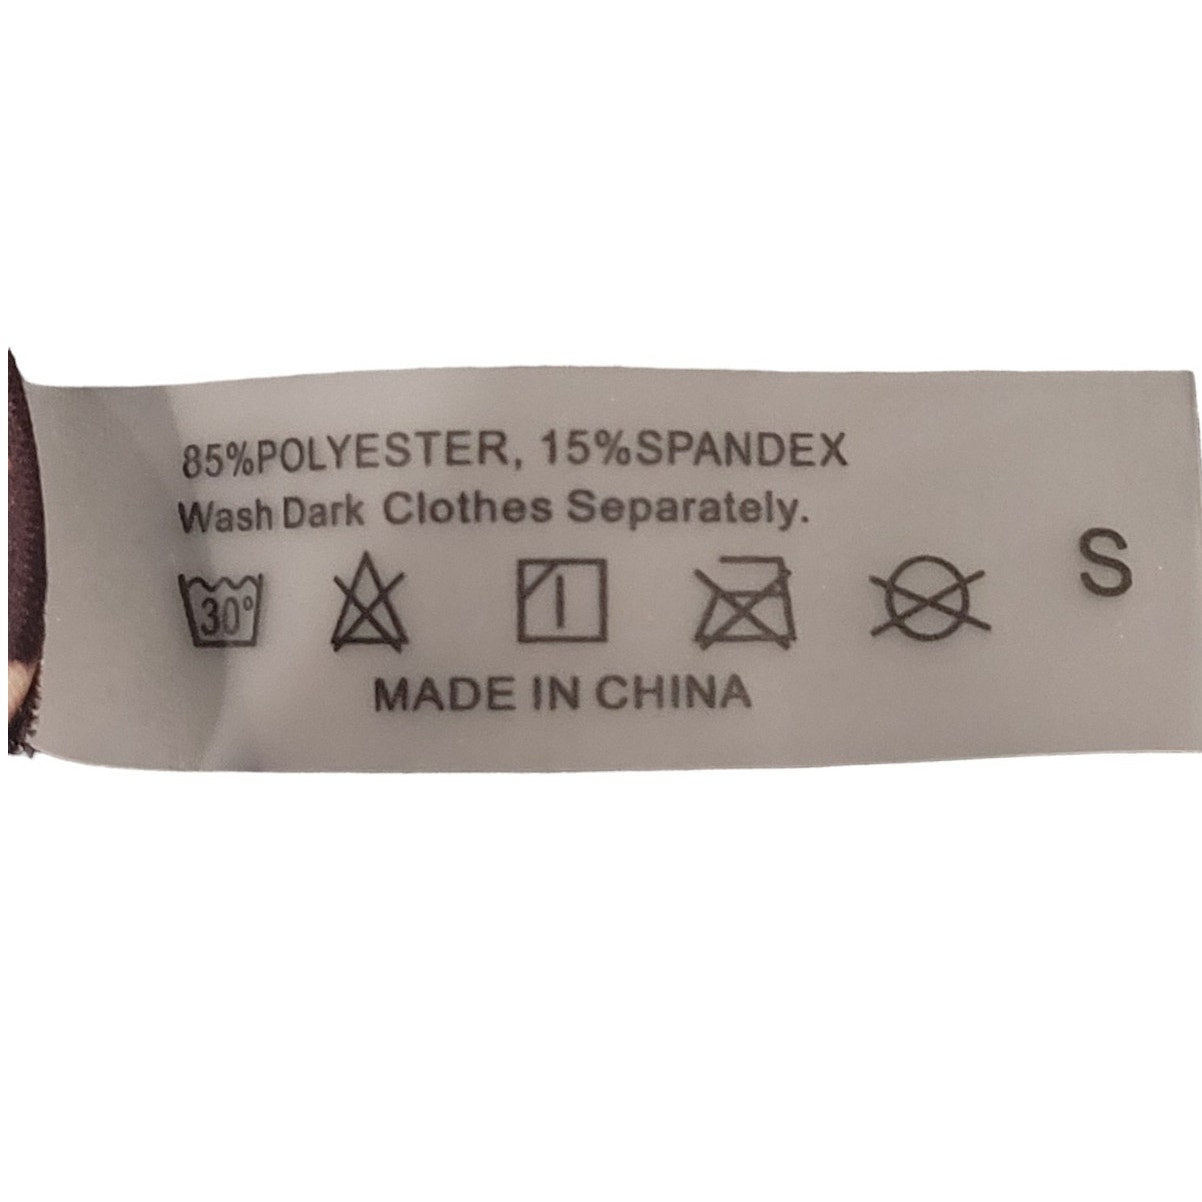 85%POLYESTER, 15%SPANDEX
Wash Dark Clothes Separately.
30°
S
MADE IN CHINA